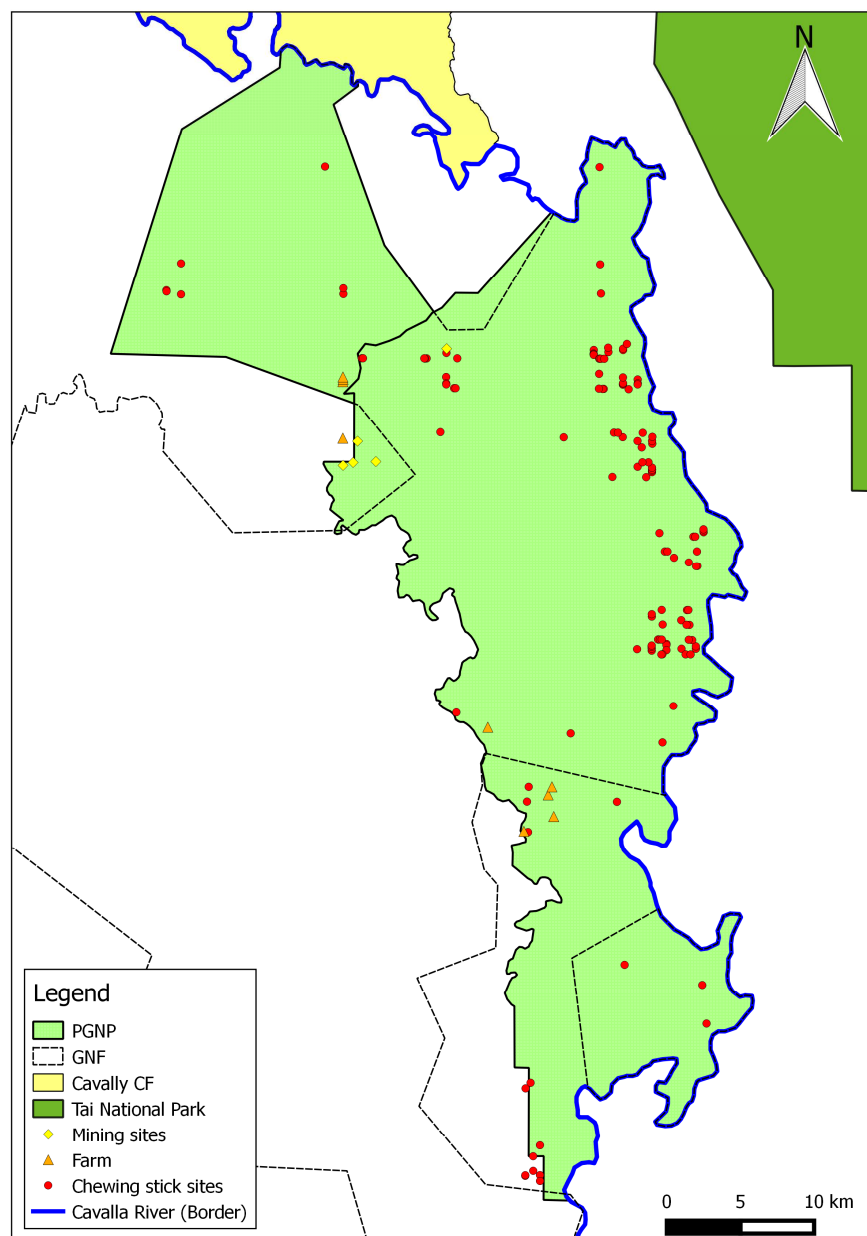 N
Legend
PGNP
GNF
Cavally CF
Tai National Park
Mining sites
Farm
Chewing stick sites
Cavalla River (Border)
0 5 10 km